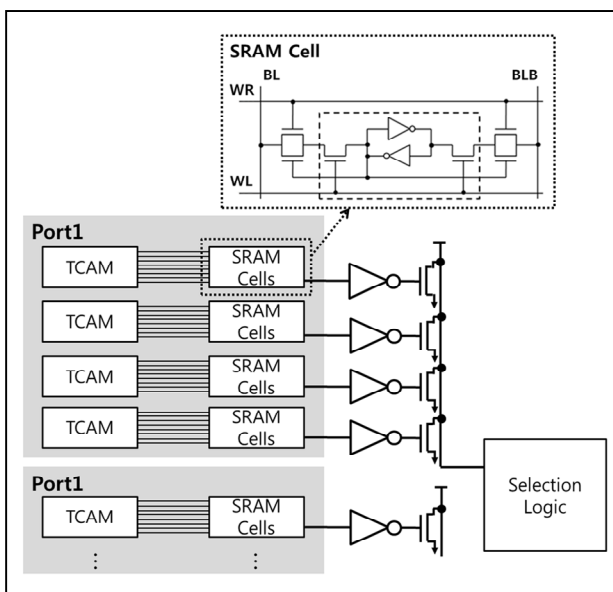 SRAM Cell
BL
BLB
WR
WL
Port1
TCAM
SRAM
Cells
TCAM
SRAM
Cells
TCAM
SRAM
Cells
TCAM
SRAM
Cells
Port1
TCAM
SRAM
Cells
Selection
Logic